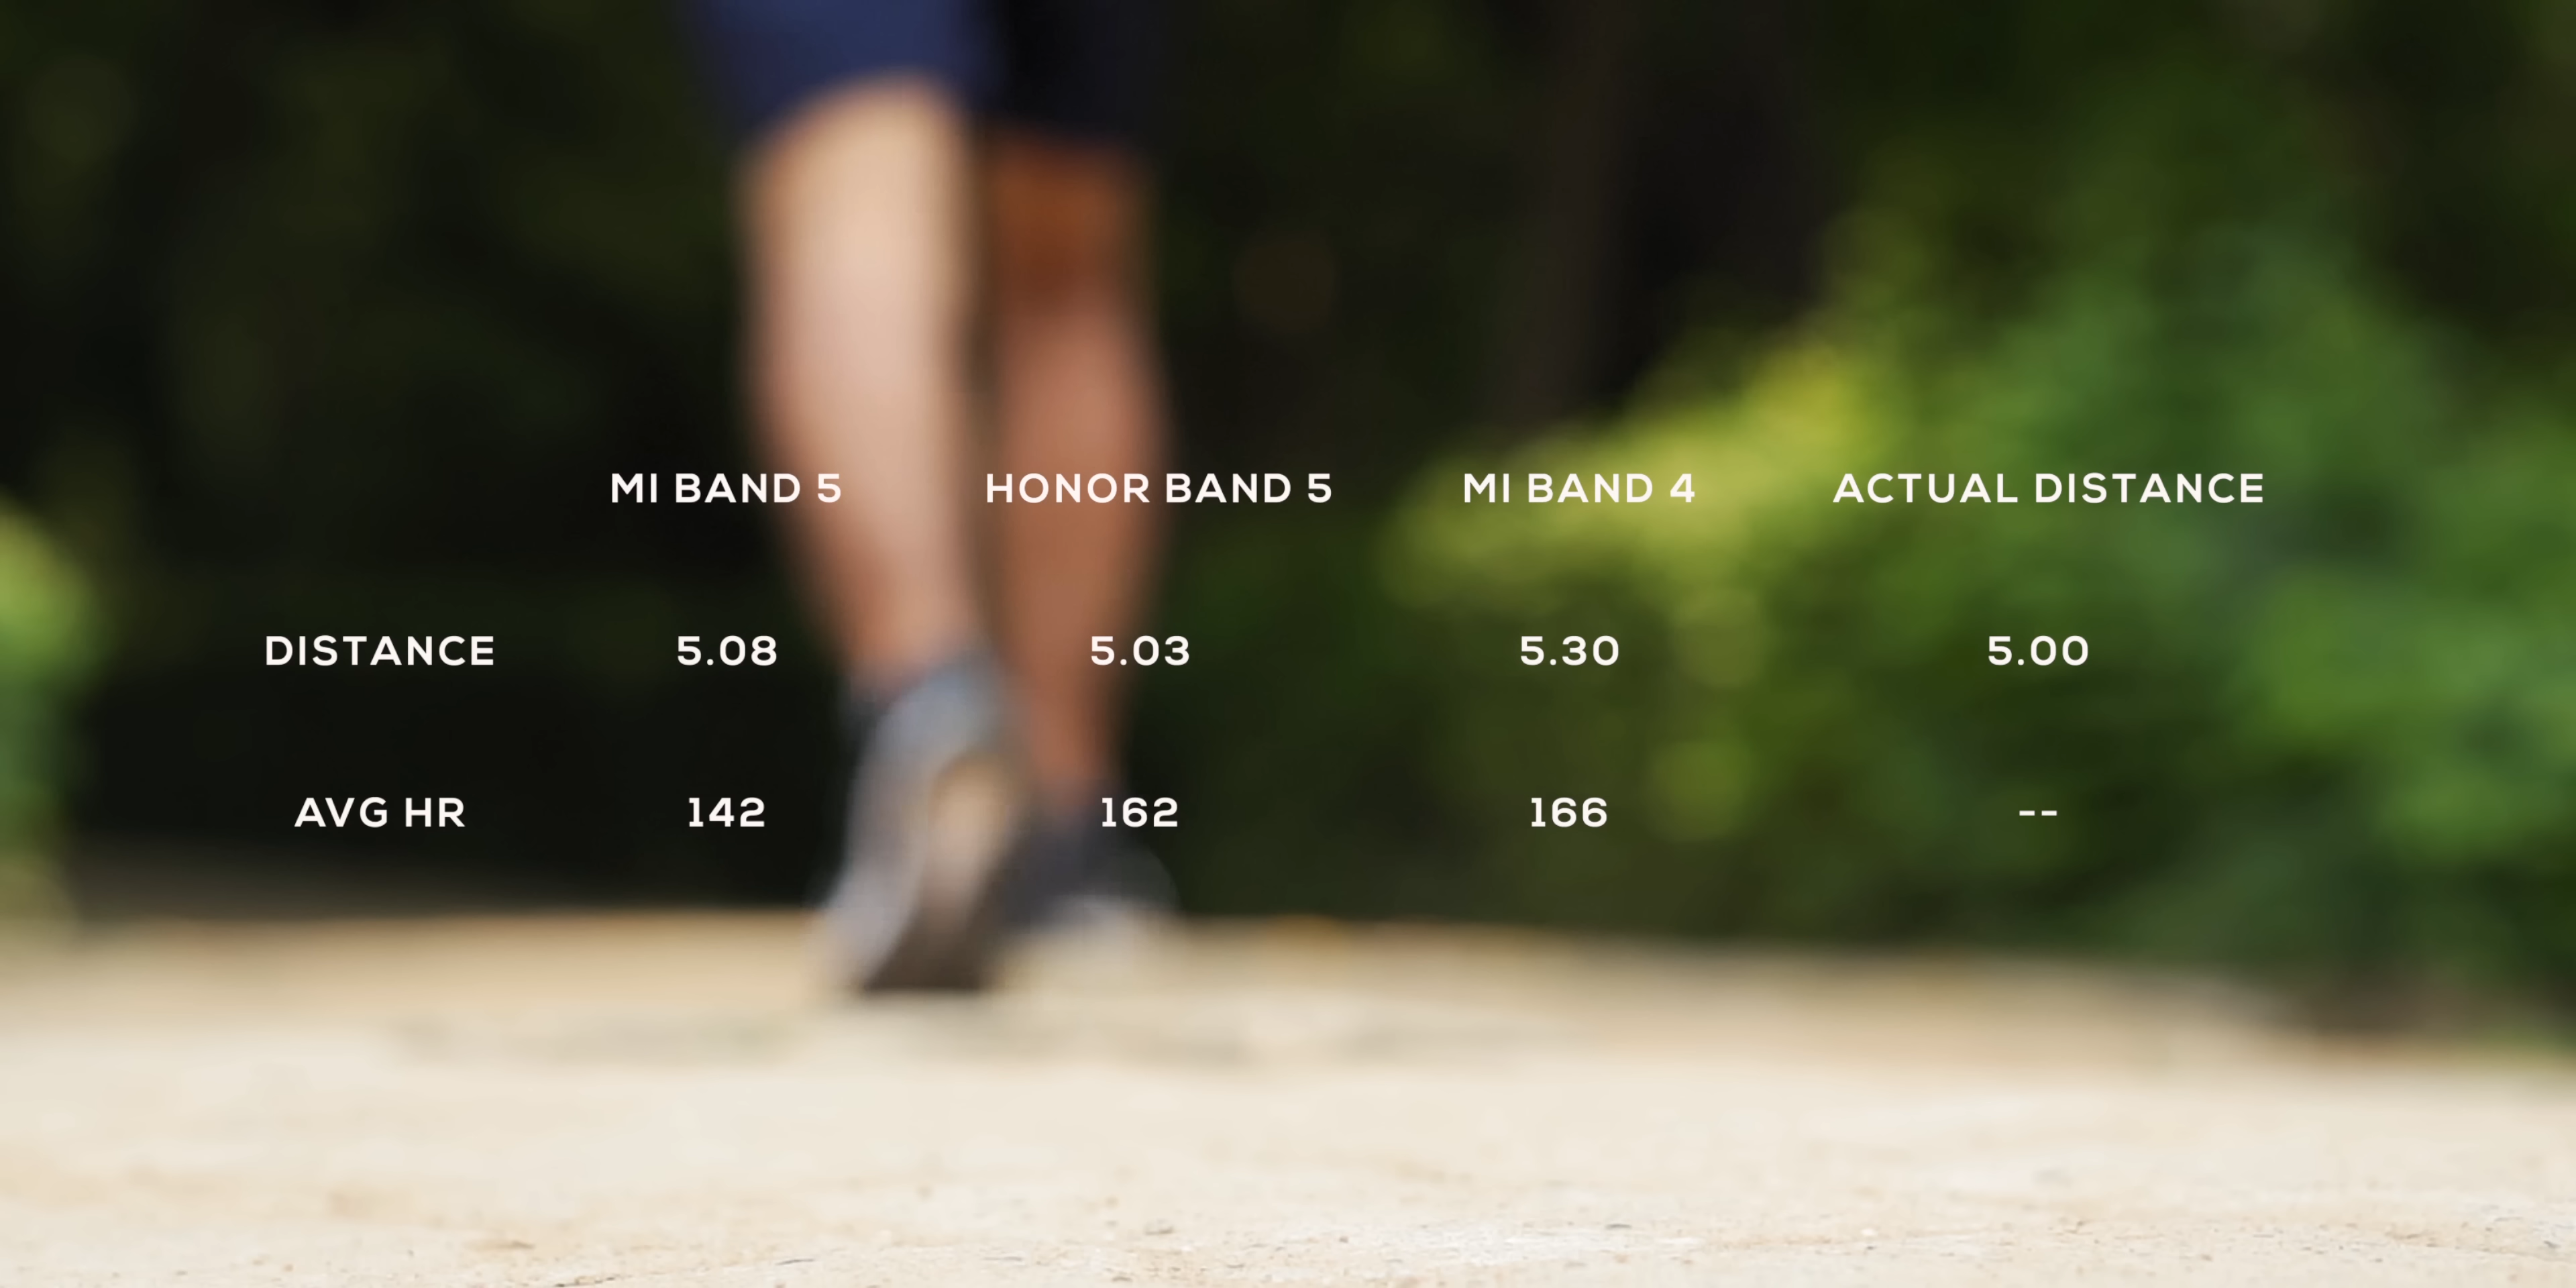 MI BAND 5 HONOR BAND 5 MI BAND 4 ACTUAL DISTANCE
DISTANCE 5.08 5.03 5.30 5.00
AVG HR 142 162 166 --